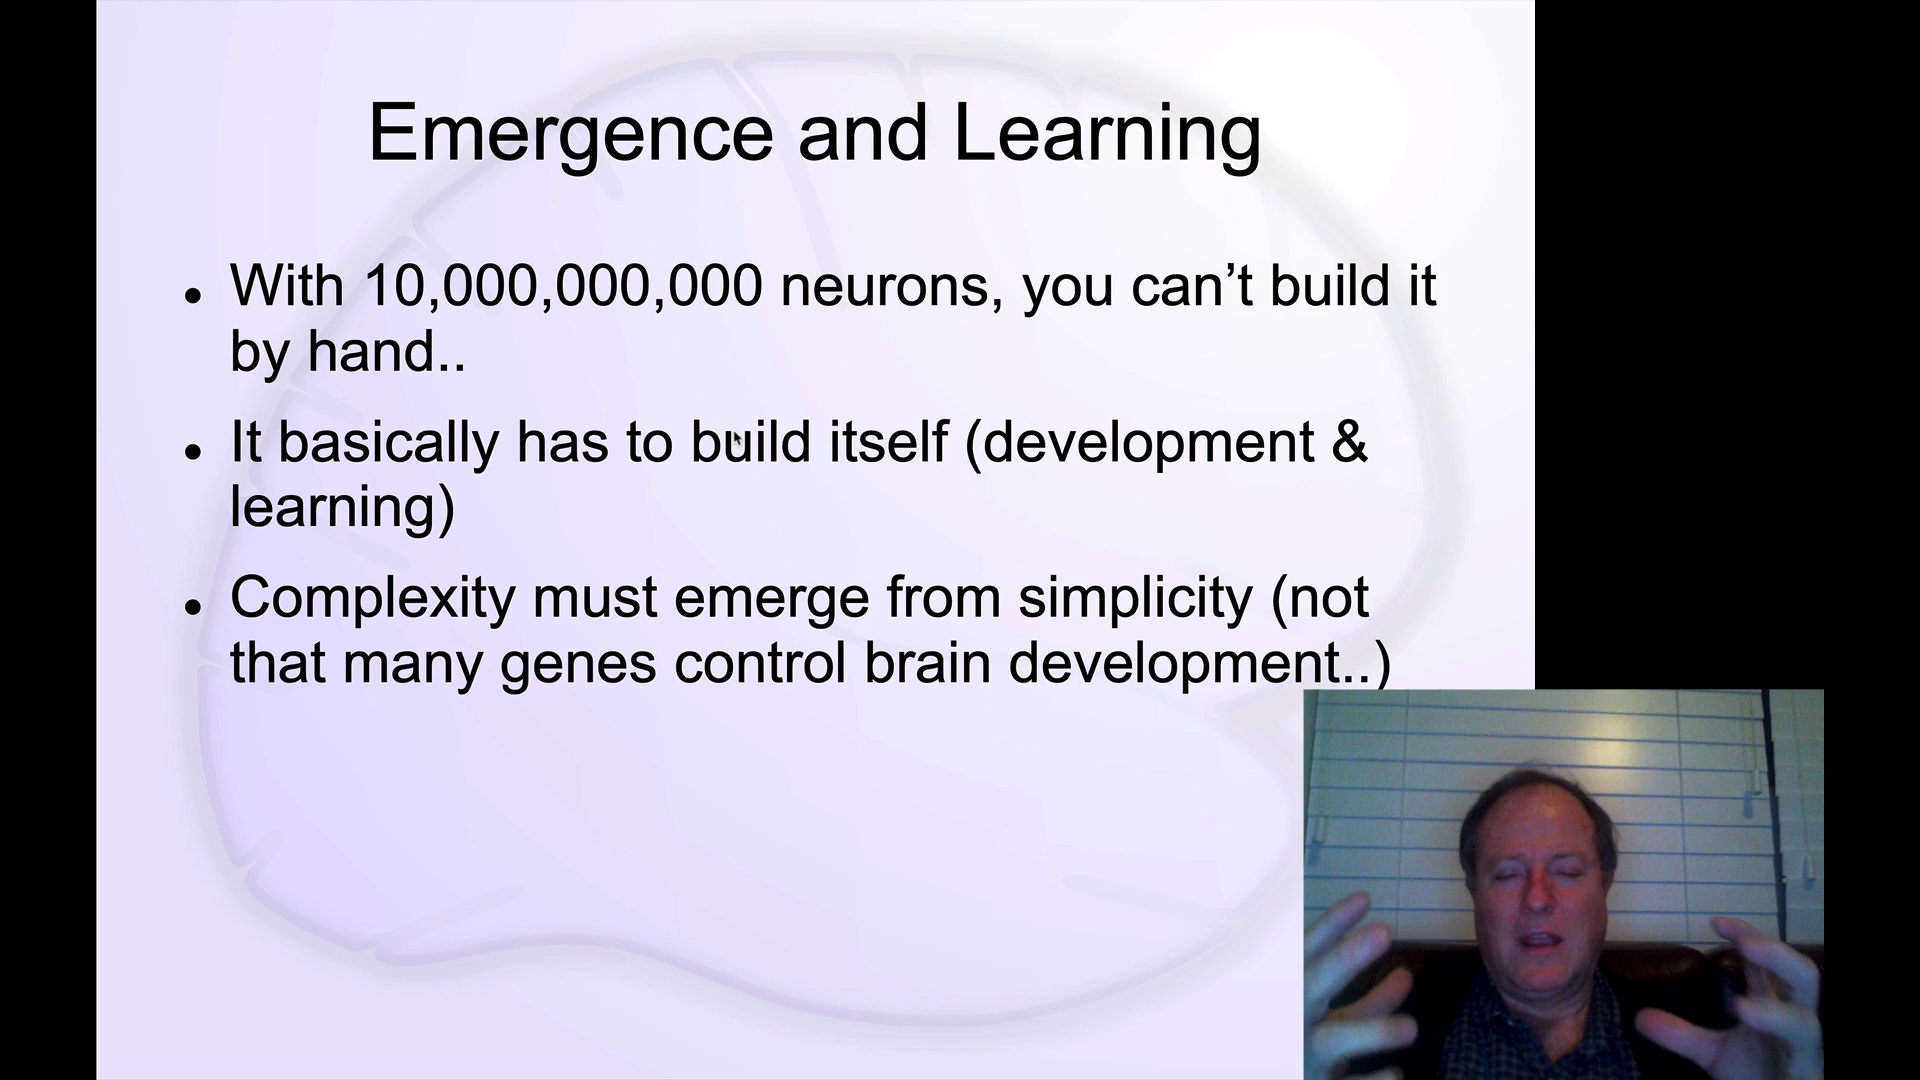 Emergence and Learning
• With 10,000,000,000 neurons, you can’t build it
by hand..
• It basically has to build itself (development &
learning)
• Complexity must emerge from simplicity (not
that many genes control brain development..)